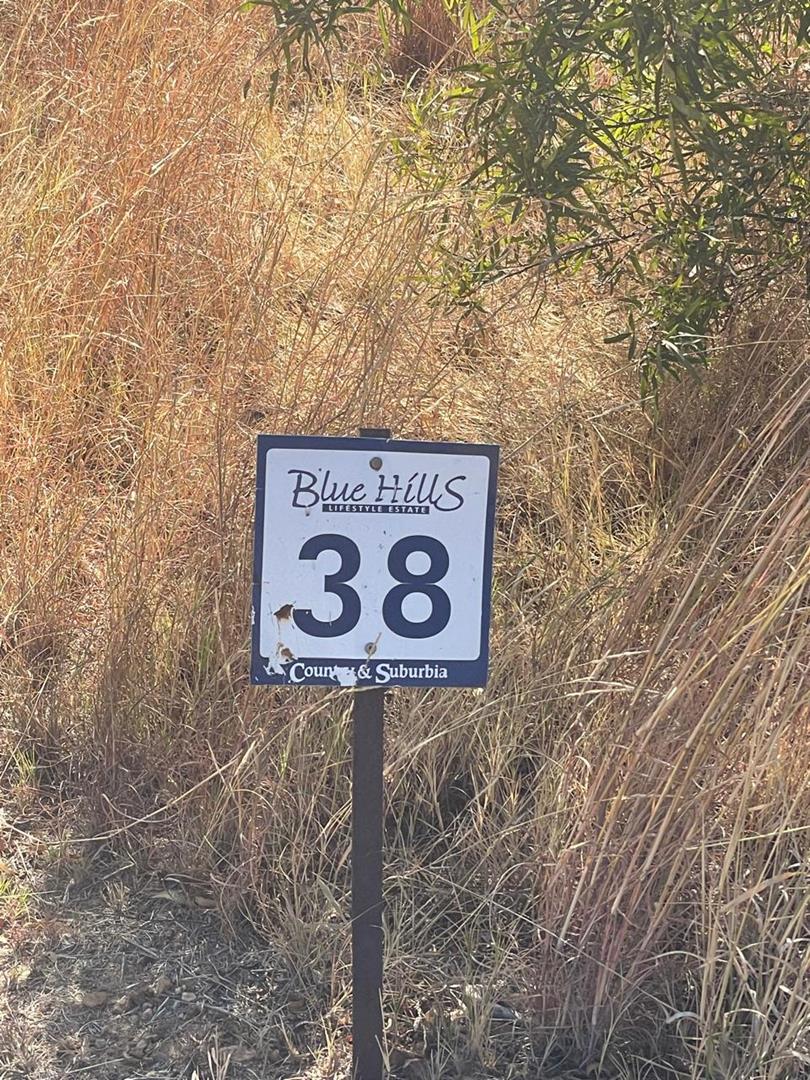 Blue Hills
LIFESTYLE ESTATE
38
Country & Suburbia